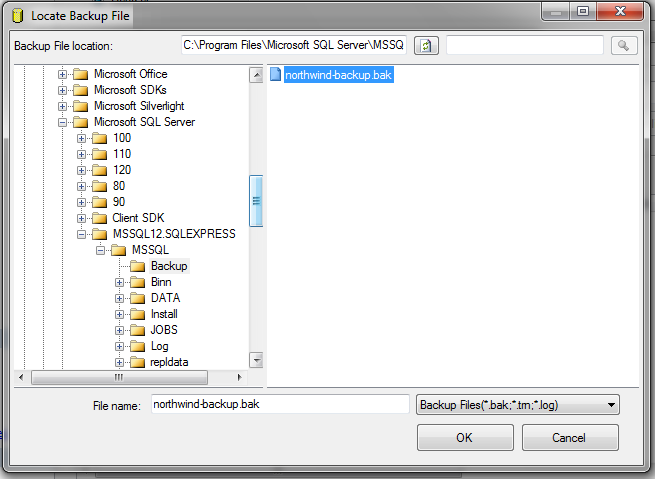 Locate Backup File
Backup File location: C:\Program Files\Microsoft SQL Server\MSSQ
Microsoft Office
Microsoft SDKs
Microsoft Silverlight
Microsoft SQL Server
100
110
120
80
90
Client SDK
MSSQL12.SQLEXPRESS
MSSQL
Backup
Binn
DATA
Install
JOBS
Log
repldata
northwind-backup.bak
File name: northwind-backup.bak Backup Files(*.bak;*.trn;*.log)
OK Cancel